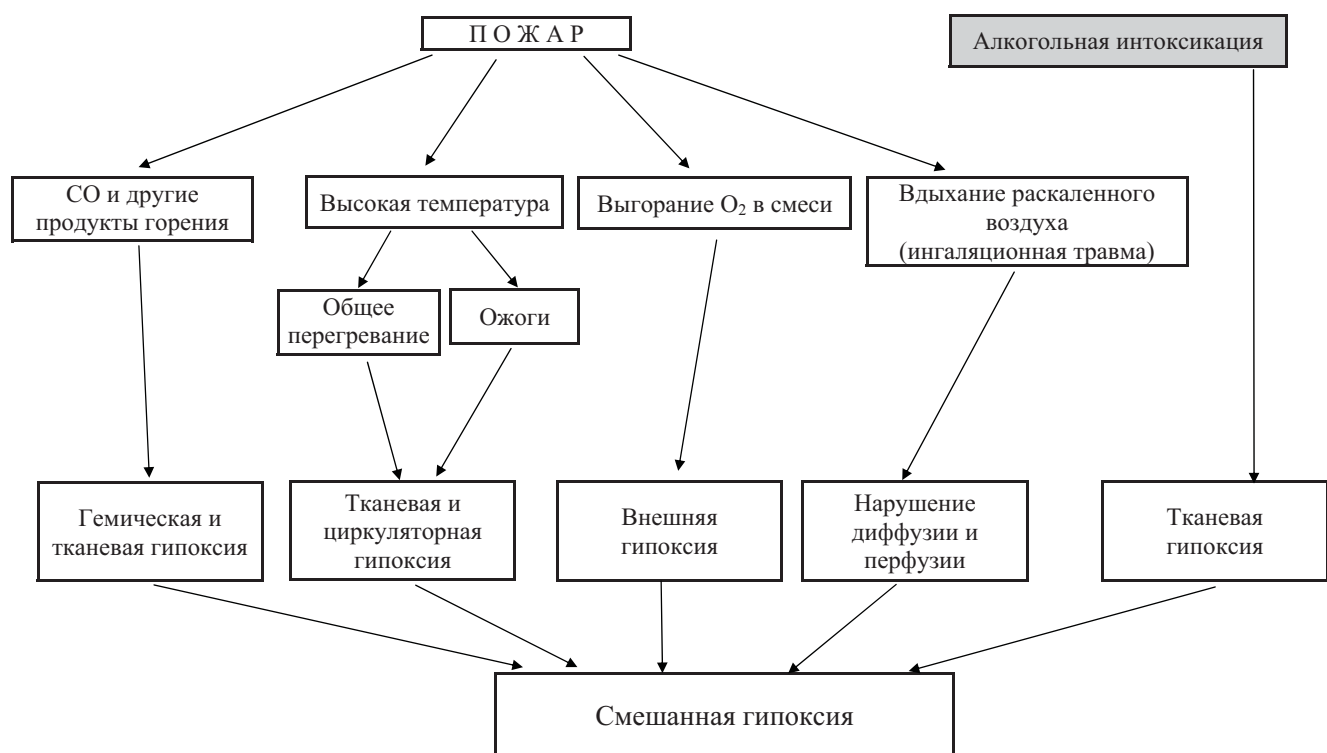 П О Ж А Р
Алкогольная интоксикация
СО и другие
продукты горения
Высокая температура
Выгорание О₂ в смеси
Вдыхание раскаленного
воздуха
(ингаляционная травма)
Общее
перегревание
Ожоги
Гемическая и
тканевая гипоксия
Тканевая и
циркуляторная
гипоксия
Внешняя
гипоксия
Нарушение
диффузии и
перфузии
Тканевая
гипоксия
Смешанная гипоксия